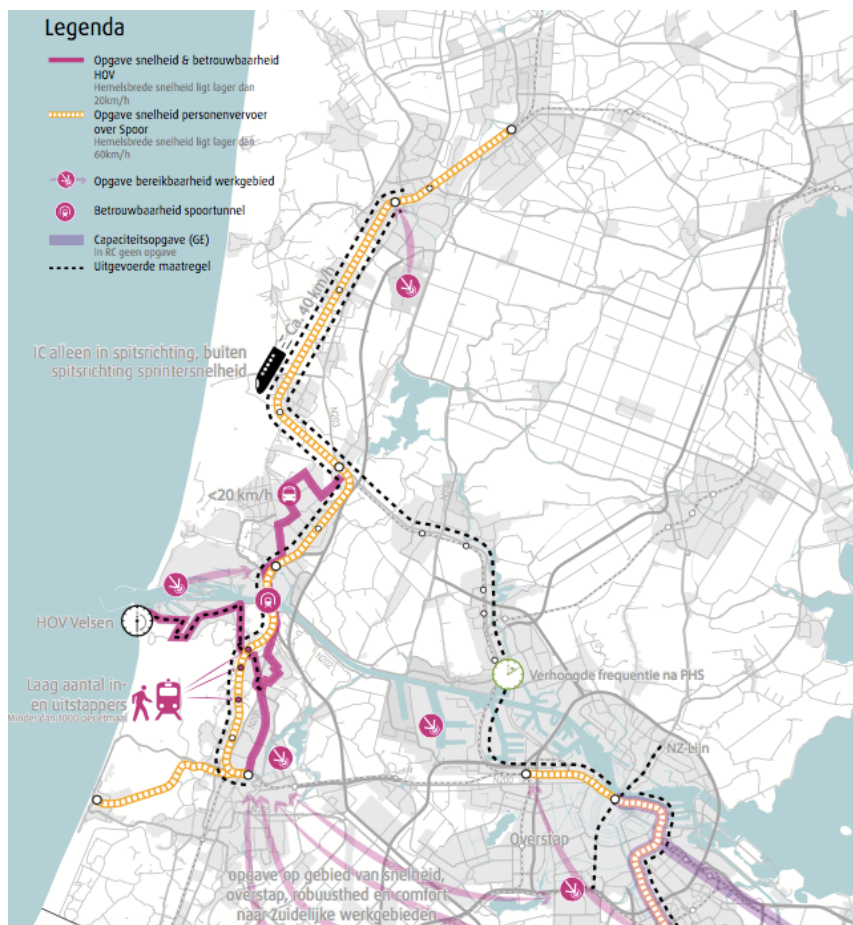 Legenda
Opgave snelheid & betrouwbaarheid
HOV
Hemelsbrede snelheid ligt lager dan
20km/h
Opgave snelheid personenvervoer
over Spoor
Hemelsbrede snelheid ligt lager dan
60km/h
Opgave bereikbaarheid werkgebied
Betrouwbaarheid spoortunnel
Capaciteitsopgave (GE)
in RC geen opgave
Uitgevoerde maatregel
Ca. 40 km/h
IC alleen in spitsrichting, buiten
spitsrichting sprintersnelheid
N203
<20 km/h
HOV Velsen
N202
Laag aantal in-
en uitstappers
Minder dan 1000 per etmaal
Verhoogde frequentie na PHS
NZ-Lijn
N200
Overstap
opgave op gebied van snelheid,
overstap, robuusthed en comfort
naar Zuidelijke werkgebieden